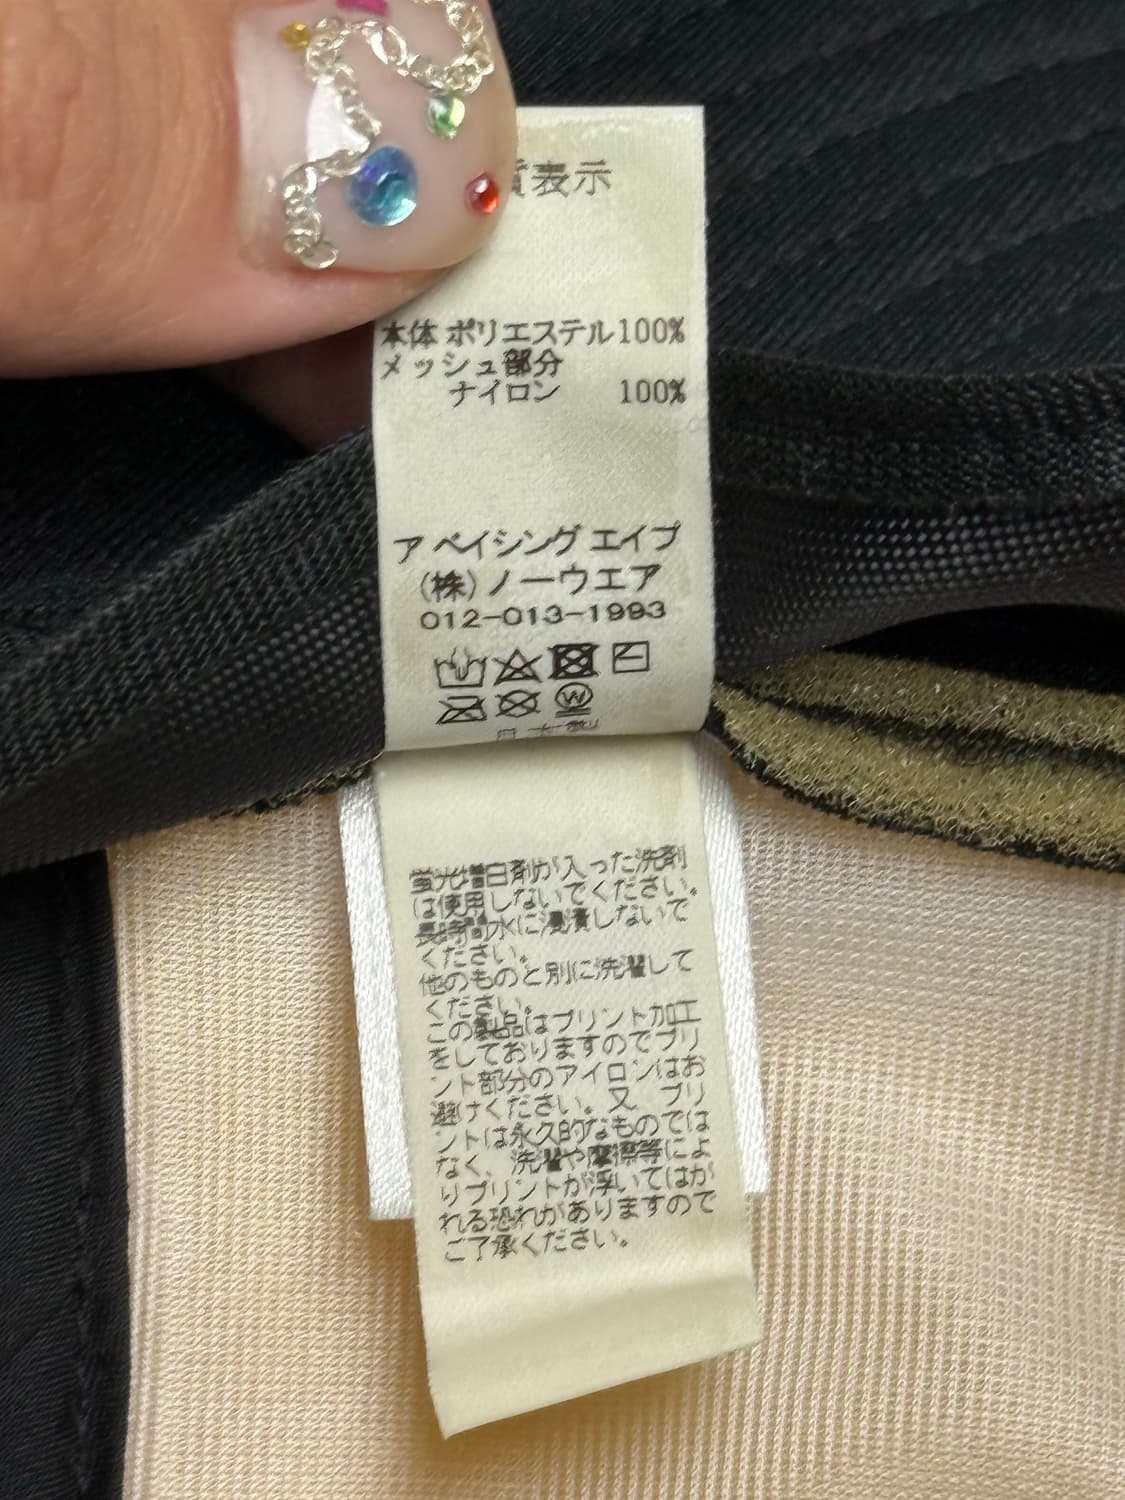 質表示
本体 ポリエステル100%
メッシュ部分
ナイロン 100%
ア ベイシング エイプ
(株) ノーウエア
012-013-1993
W
蛍光増白剤が入った洗剤
は使用しないでください。
長時間水に浸漬しないで
ください。
他のものと別に洗濯して
ください。
この製品はプリント加工
をしておりますのでプリ
ント部分のアイロンはお
避けください。又、プリ
ントは永久的なものでは
なく、洗濯や摩擦等によ
りプリントが浮いてはが
れる恐れがありますので
ご了承ください。